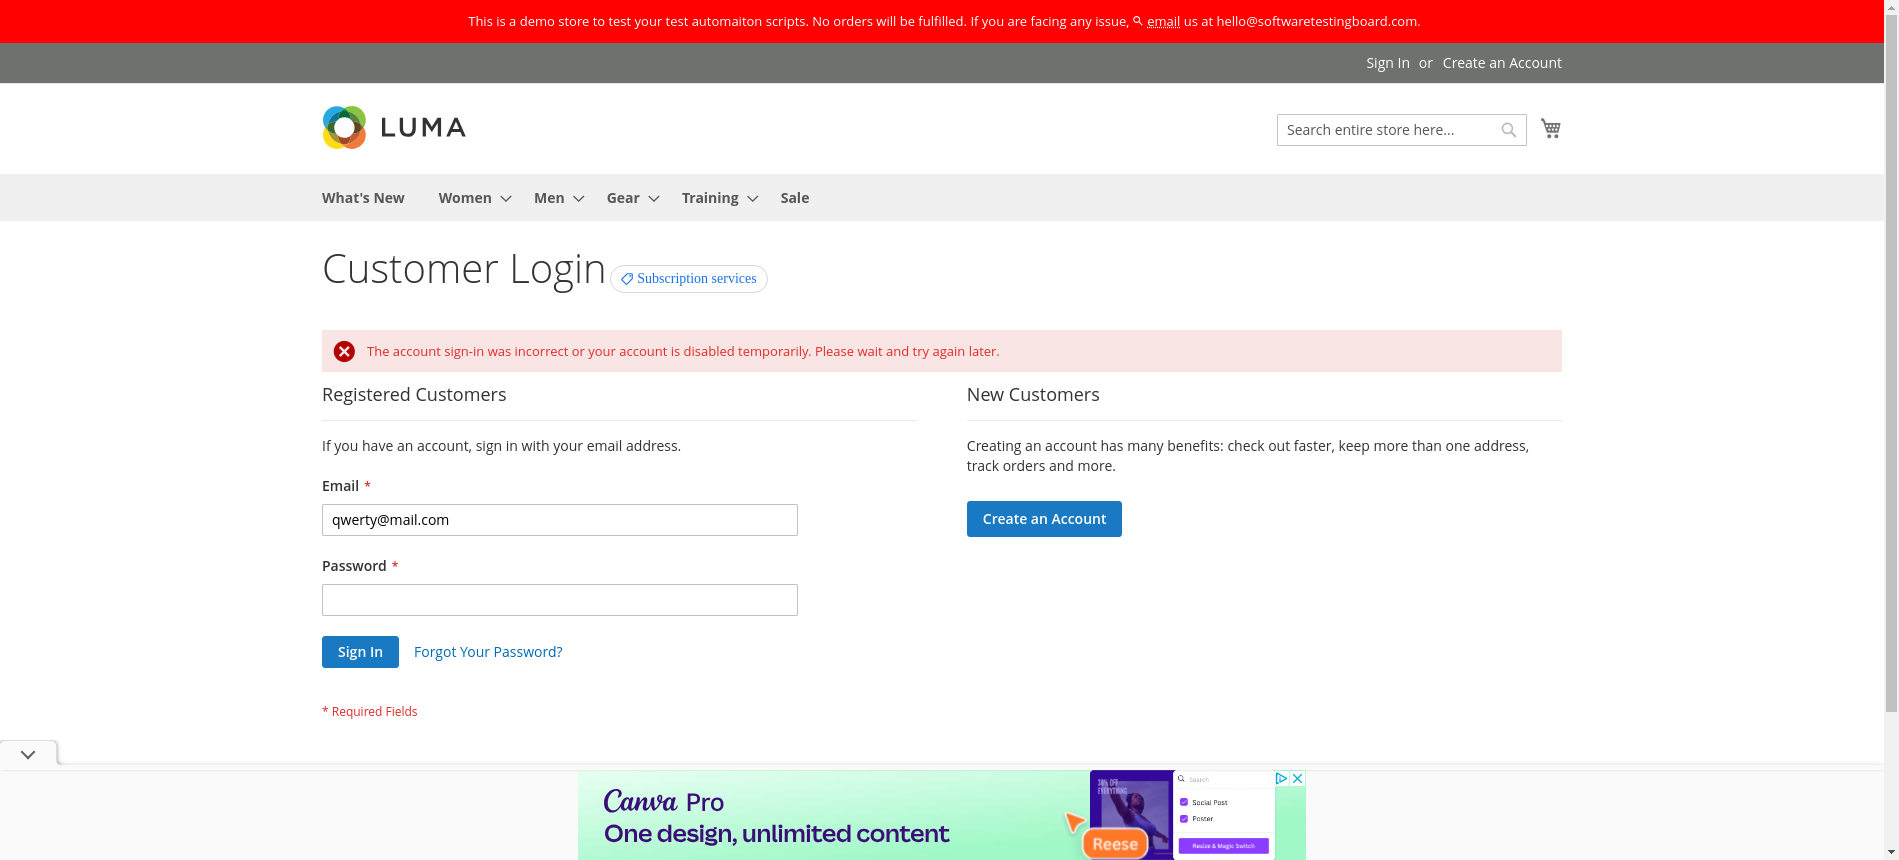 This is a demo store to test your test automaiton scripts. No orders will be fulfilled. If you are facing any issue, email us at hello@softwaretestingboard.com.
Sign In or Create an Account
LUMA
Search entire store here...
What's New Women Men Gear Training Sale
Customer Login
Subscription services
The account sign-in was incorrect or your account is disabled temporarily. Please wait and try again later.
Registered Customers
If you have an account, sign in with your email address.
Email *
qwerty@mail.com
Password *
Sign In Forgot Your Password?
* Required Fields
New Customers
Creating an account has many benefits: check out faster, keep more than one address,
track orders and more.
Create an Account
Canva Pro
One design, unlimited content
Reese
30% OFF
EVERYTHING
Search
Social Post
Poster
Resize & Magic Switch